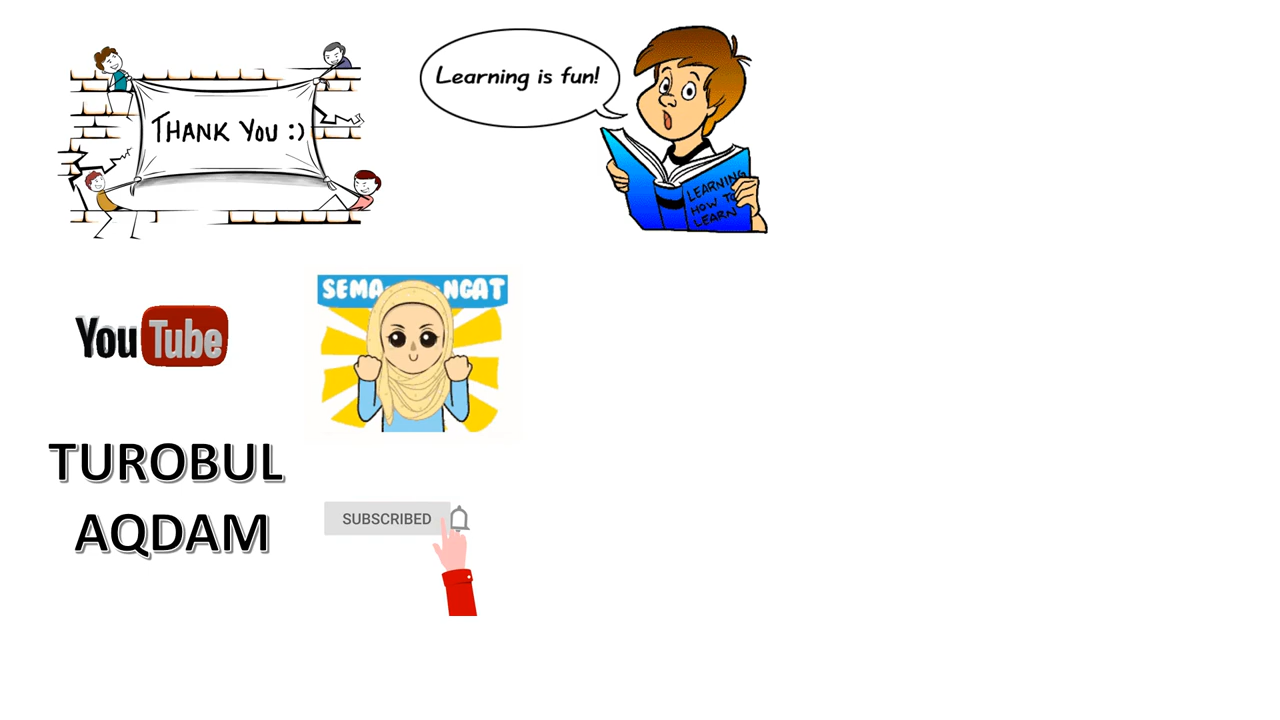 THANK YOU :)
Learning is fun!
LEARNING
HOW TO
LEARN
YouTube
SEMA NGAT
TUROBUL
AQDAM
SUBSCRIBED